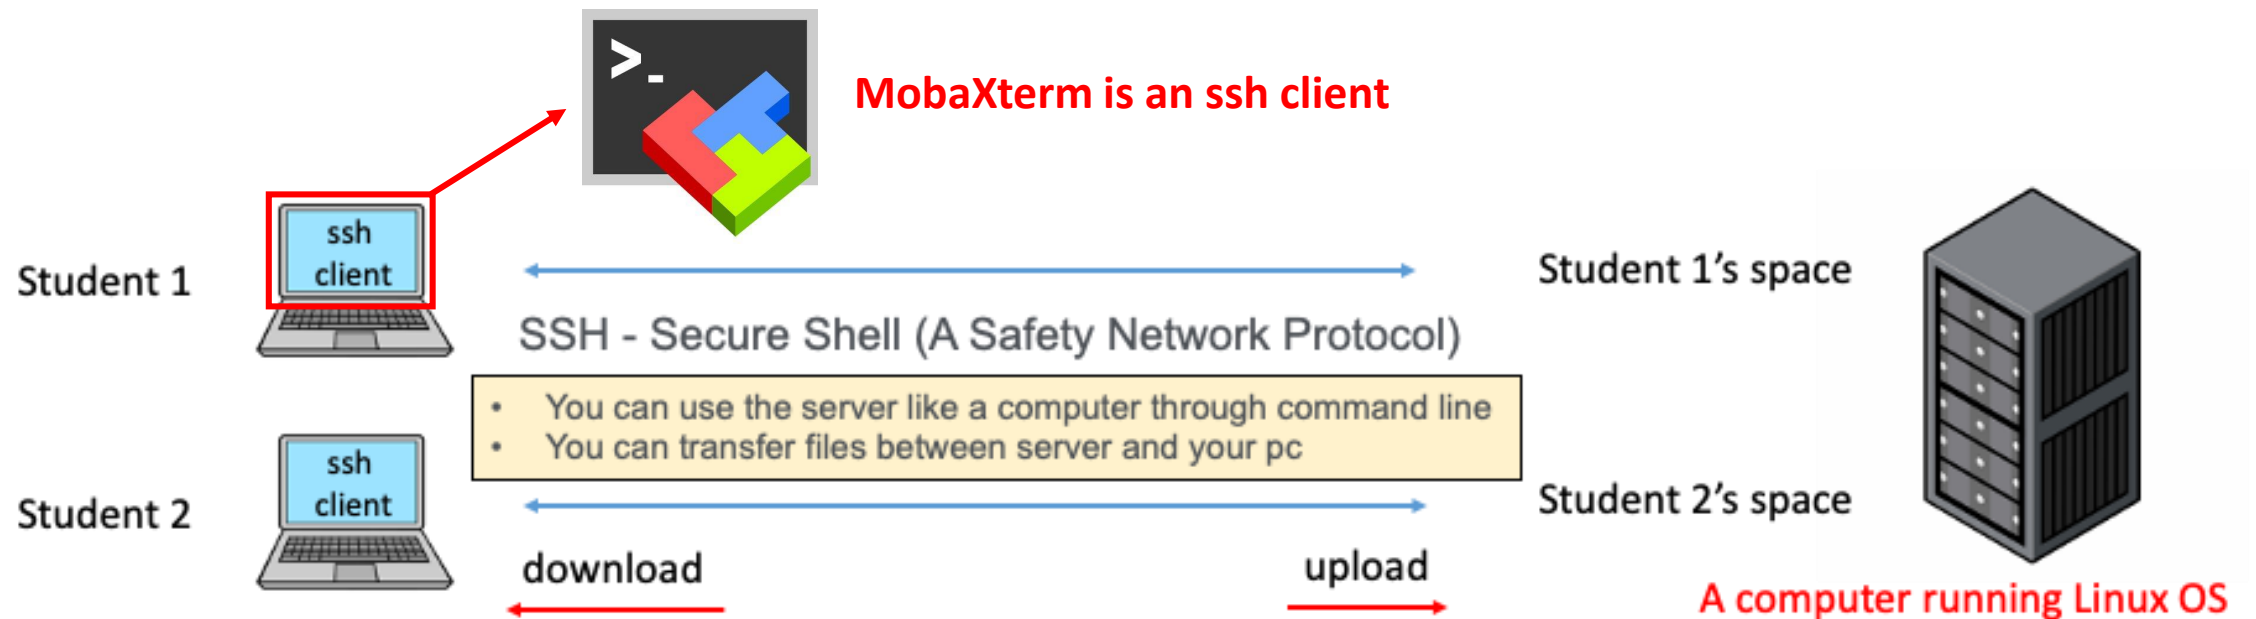 >_
MobaXterm is an ssh client
ssh
client
Student 1
Student 1's space
SSH - Secure Shell (A Safety Network Protocol)
• You can use the server like a computer through command line
• You can transfer files between server and your pc
ssh
client
Student 2
Student 2's space
download
upload
A computer running Linux OS